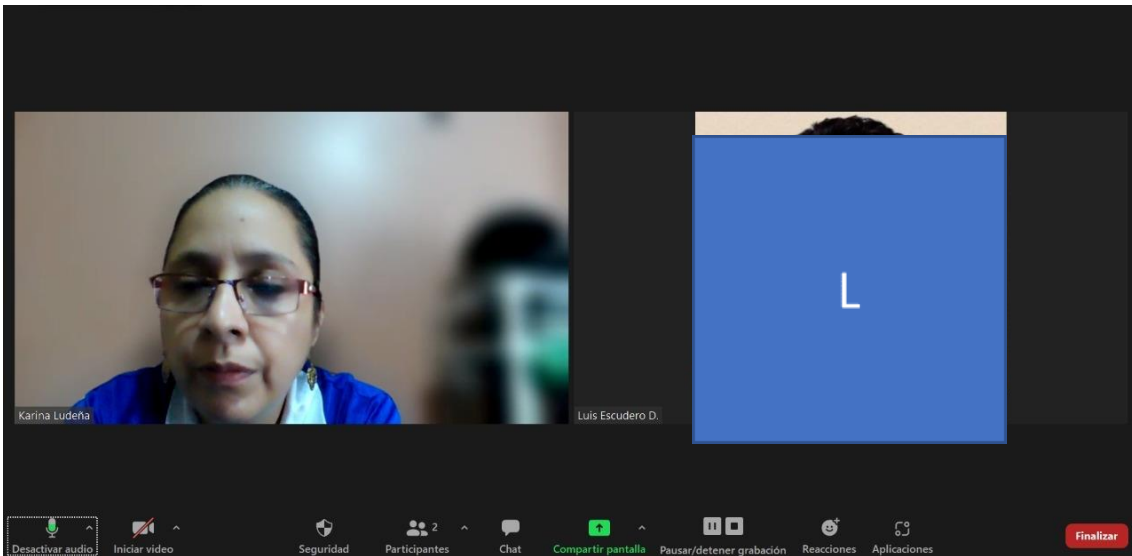 L
Karina Ludeña
Luis Escudero D.
2
Desactivar audio
Iniciar video
Seguridad
Participantes
Chat
Compartir pantalla
Pausar/detener grabación
Reacciones
Aplicaciones
Finalizar